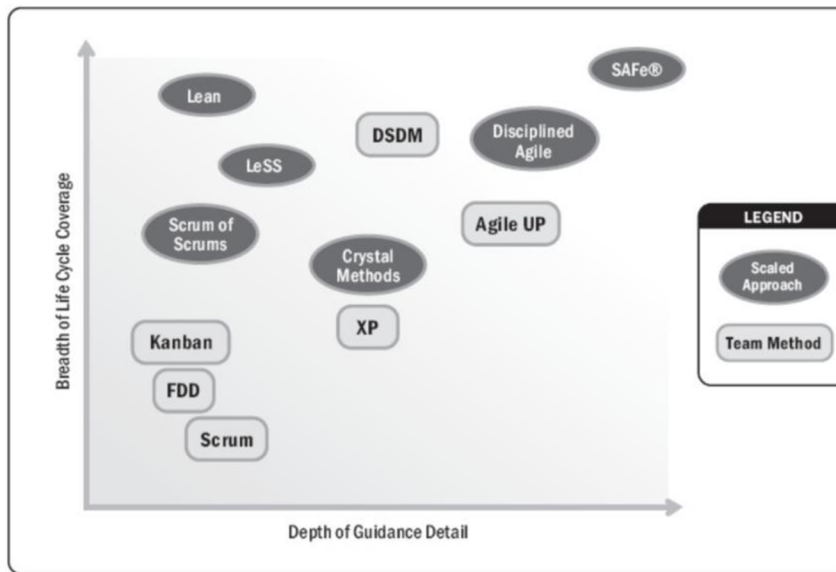 SAFe®
Lean
DSDM
Disciplined
Agile
LeSS
Scrum of
Scrums
Agile UP
Crystal
Methods
XP
Kanban
FDD
Scrum
Breadth of Life Cycle Coverage
Depth of Guidance Detail
LEGEND
Scaled
Approach
Team Method